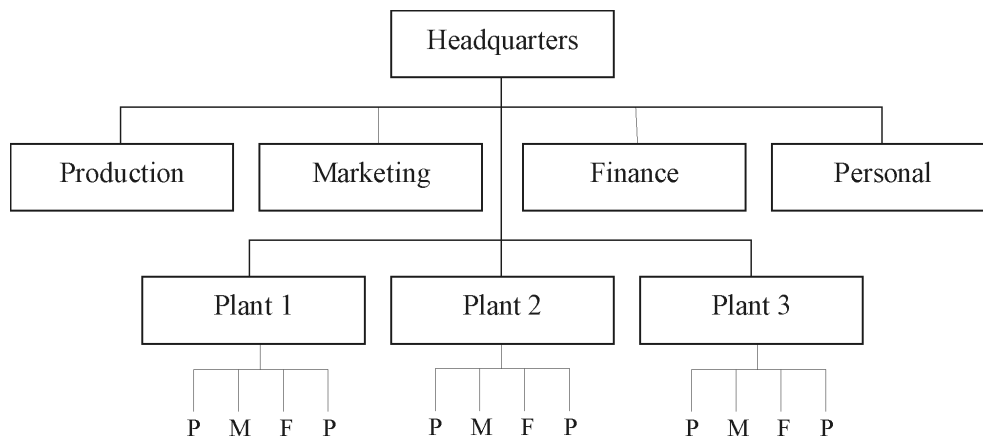 Headquarters
Production Marketing Finance Personal
Plant 1 Plant 2 Plant 3
P M F P P M F P P M F P